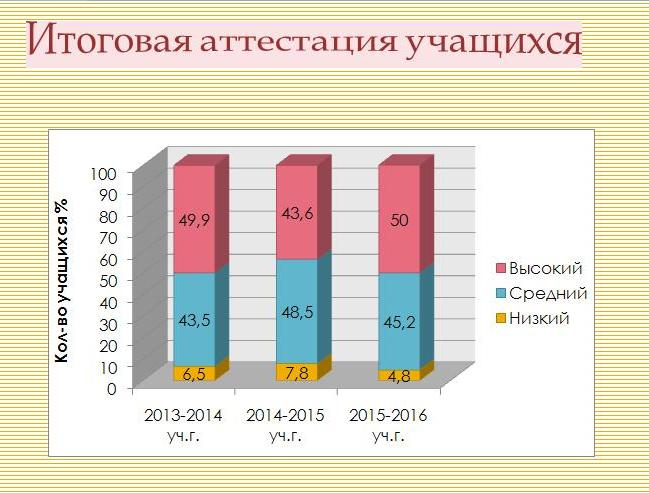 Итоговая аттестация учащихся
Кол-во учащихся%
100
90
80
70
60
50
40
30
20
10
0
49,9
43,6
50
43,5
48,5
45,2
6,5
7,8
4,8
2013-2014 уч.г.
2014-2015 уч.г.
2015-2016 уч.г.
Высокий
Средний
Низкий